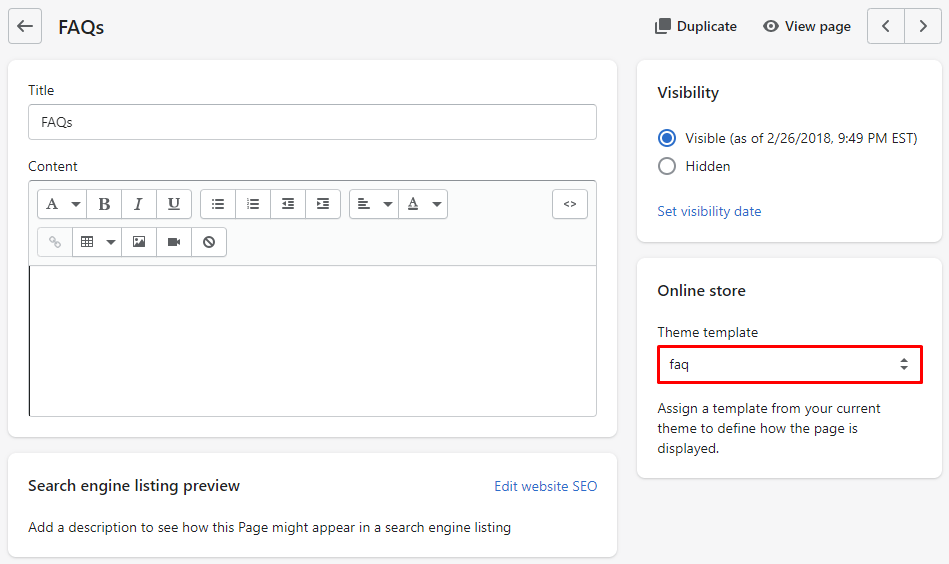 FAQs
Duplicate
View page
Title
FAQs
Content
A
B
I
U
A
<>
Search engine listing preview
Edit website SEO
Add a description to see how this Page might appear in a search engine listing
Visibility
Visible (as of 2/26/2018, 9:49 PM EST)
Hidden
Set visibility date
Online store
Theme template
faq
Assign a template from your current
theme to define how the page is
displayed.